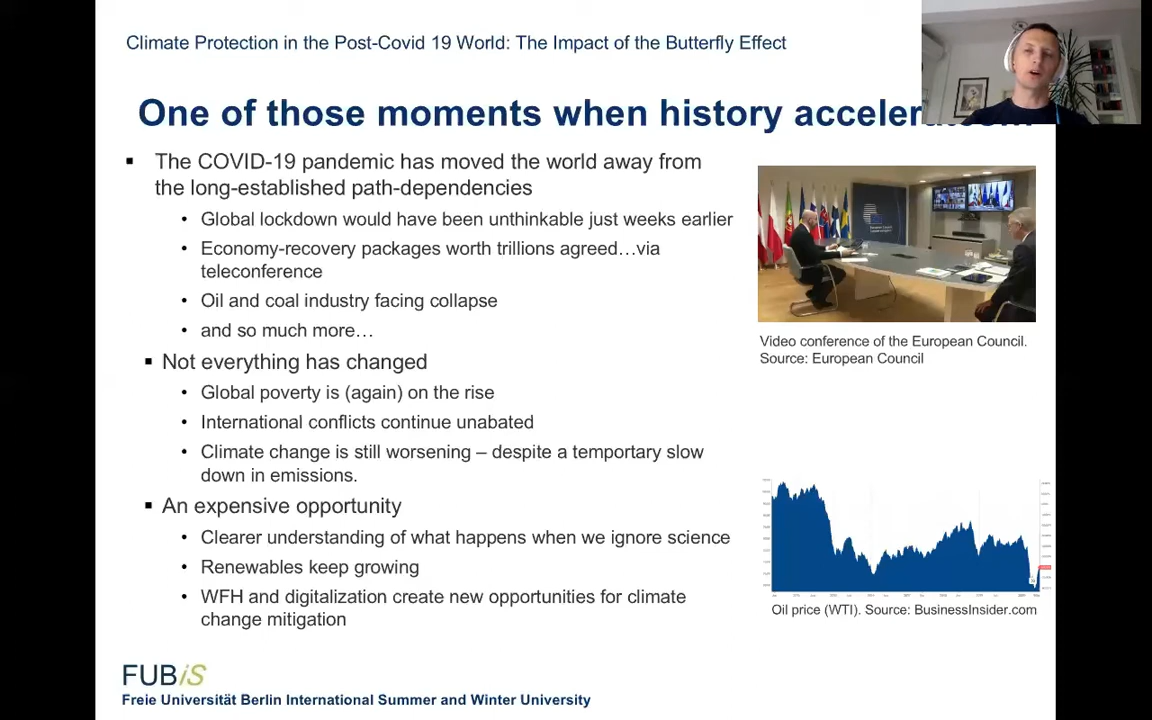 Climate Protection in the Post-Covid 19 World: The Impact of the Butterfly Effect
One of those moments when history
▪ The COVID-19 pandemic has moved the world away from
the long-established path-dependencies
• Global lockdown would have been unthinkable just weeks earlier
• Economy-recovery packages worth trillions agreed…via
teleconference
• Oil and coal industry facing collapse
• and so much more…
▪ Not everything has changed
• Global poverty is (again) on the rise
• International conflicts continue unabated
• Climate change is still worsening – despite a temportary slow
down in emissions.
▪ An expensive opportunity
• Clearer understanding of what happens when we ignore science
• Renewables keep growing
• WFH and digitalization create new opportunities for climate
change mitigation
Video conference of the European Council.
Source: European Council
Oil price (WTI). Source: BusinessInsider.com
FUBiS
Freie Universität Berlin International Summer and Winter University